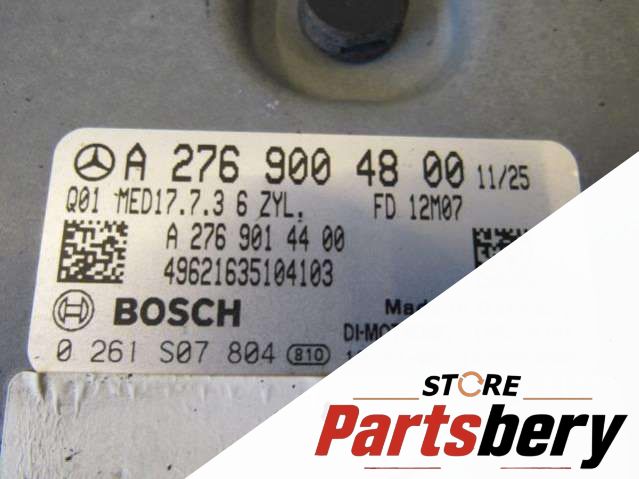 A 276 900 48 00 11/25
Q01 MED17.7.3 6 ZYL. FD 12M07
A 276 901 44 00
49621635104103
BOSCH
0 261 S07 804 810
Made
STORE
Partsbery